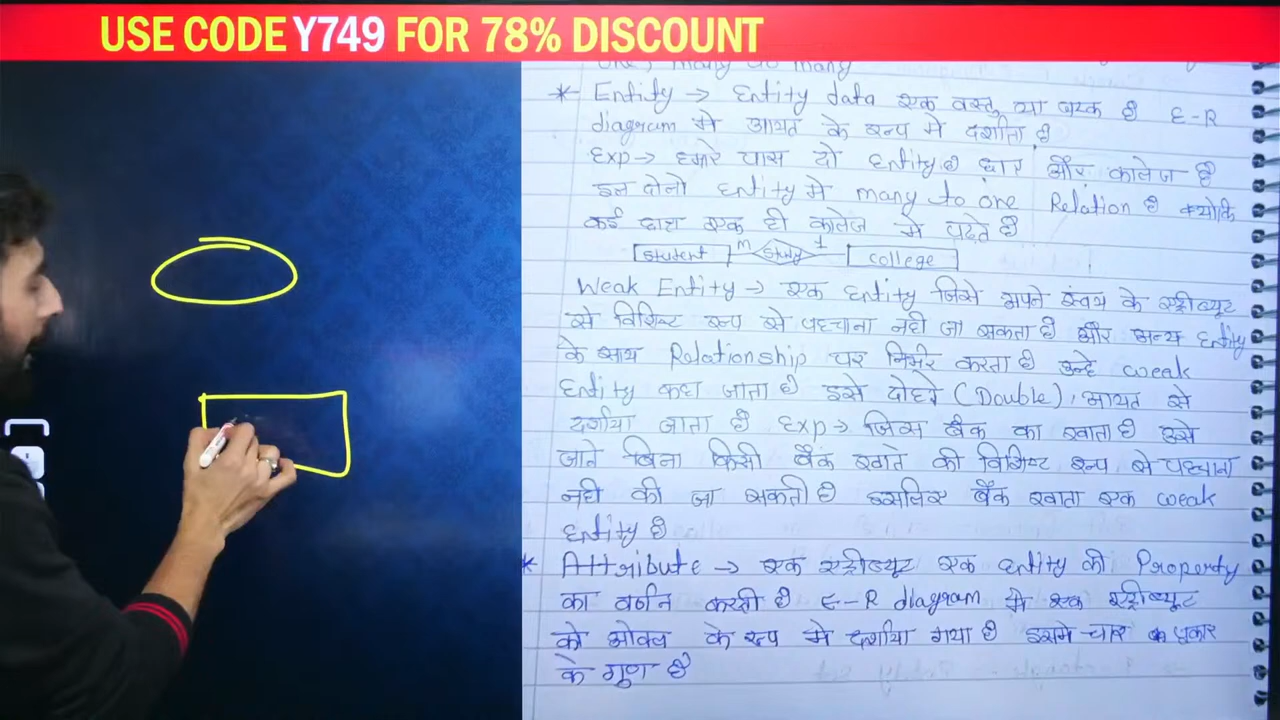 USE CODE Y749 FOR 78% DISCOUNT
many to many
* Entity → Entity data एक वस्तु या घटक है E-R
diagram मे आयत के रूप मे दर्शाता है
Exp → हमारे पास दो Entity है छात्र और कालेज है
इन दोनो Entity मे many to one Relation है क्योकि
कई छात्र एक ही कालेज मे पढ़ते है
student m study 1 college
Weak Entity → एक Entity जिसे अपने स्वंय के एट्रीब्यूट
से विशिष्ट रूप से पहचाना नही जा सकता है और अन्य Entity
के साथ Relationship पर निर्भर करता है उन्हे weak
Entity कहा जाता है इसे दोहरे (Double) आयत से
दर्शाया जाता है Exp → जिस बैंक का खाता है उसे
जाने बिना किसी बैंक खाते की विशिष्ट रूप से पहचान
नही की जा सकती है इसलिए बैंक खाता एक weak
Entity है
* Attribute → एक एट्रीब्यूट एक Entity की Property
का वर्णन करती है E-R diagram मे एक एट्रीब्यूट
को ओवल के रूप मे दर्शाया गया है इसमे चार प्रकार
के गुण है